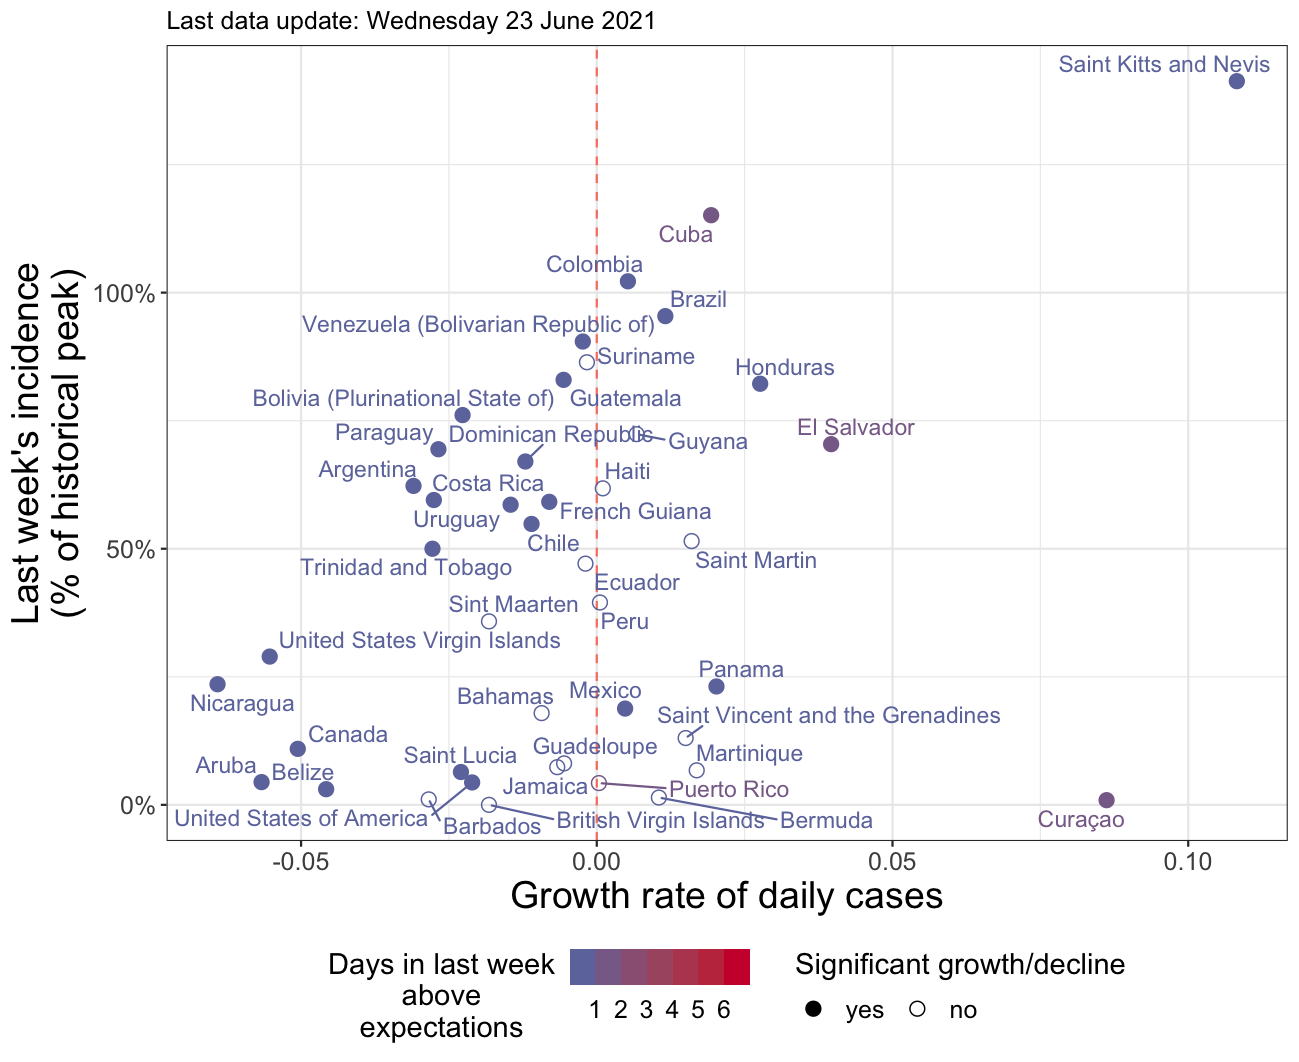 Last data update: Wednesday 23 June 2021
Saint Kitts and Nevis
Cuba
Colombia
Brazil
Venezuela (Bolivarian Republic of)
Suriname
Honduras
Bolivia (Plurinational State of)
Guatemala
El Salvador
Paraguay
Dominican Republic
Guyana
Argentina
Haiti
Costa Rica
Uruguay
French Guiana
Chile
Saint Martin
Trinidad and Tobago
Ecuador
Sint Maarten
Peru
United States Virgin Islands
Panama
Nicaragua
Bahamas
Mexico
Saint Vincent and the Grenadines
Canada
Guadeloupe
Martinique
Saint Lucia
Aruba
Belize
Jamaica
Puerto Rico
United States of America
Barbados
British Virgin Islands
Bermuda
Curaçao
100%
50%
0%
Last week's incidence
(% of historical peak)
-0.05
0.00
0.05
0.10
Growth rate of daily cases
Days in last week
above
expectations
1 2 3 4 5 6
Significant growth/decline
yes
no